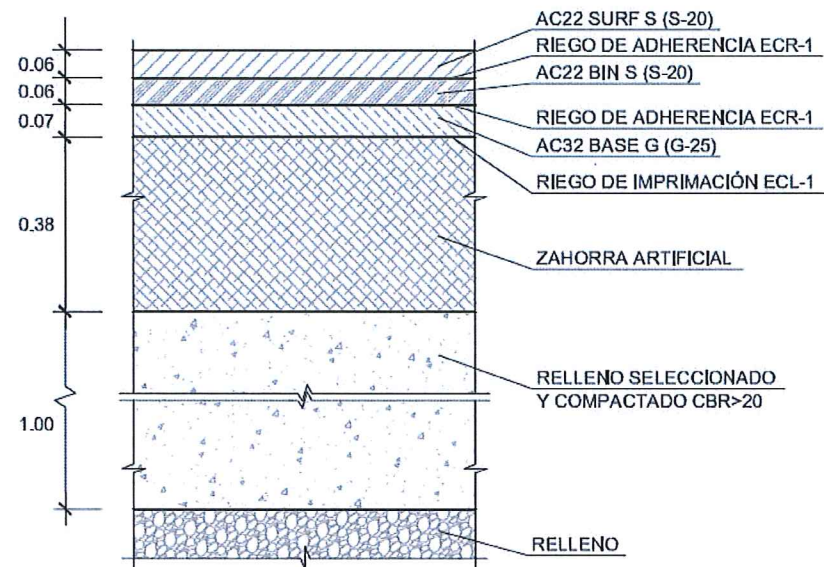 AC22 SURF S (S-20)
RIEGO DE ADHERENCIA ECR-1
0.06
AC22 BIN S (S-20)
0.06
RIEGO DE ADHERENCIA ECR-1
0.07
AC32 BASE G (G-25)
RIEGO DE IMPRIMACIÓN ECL-1
0.38
ZAHORRA ARTIFICIAL
RELLENO SELECCIONADO
Y COMPACTADO CBR>20
1.00
RELLENO